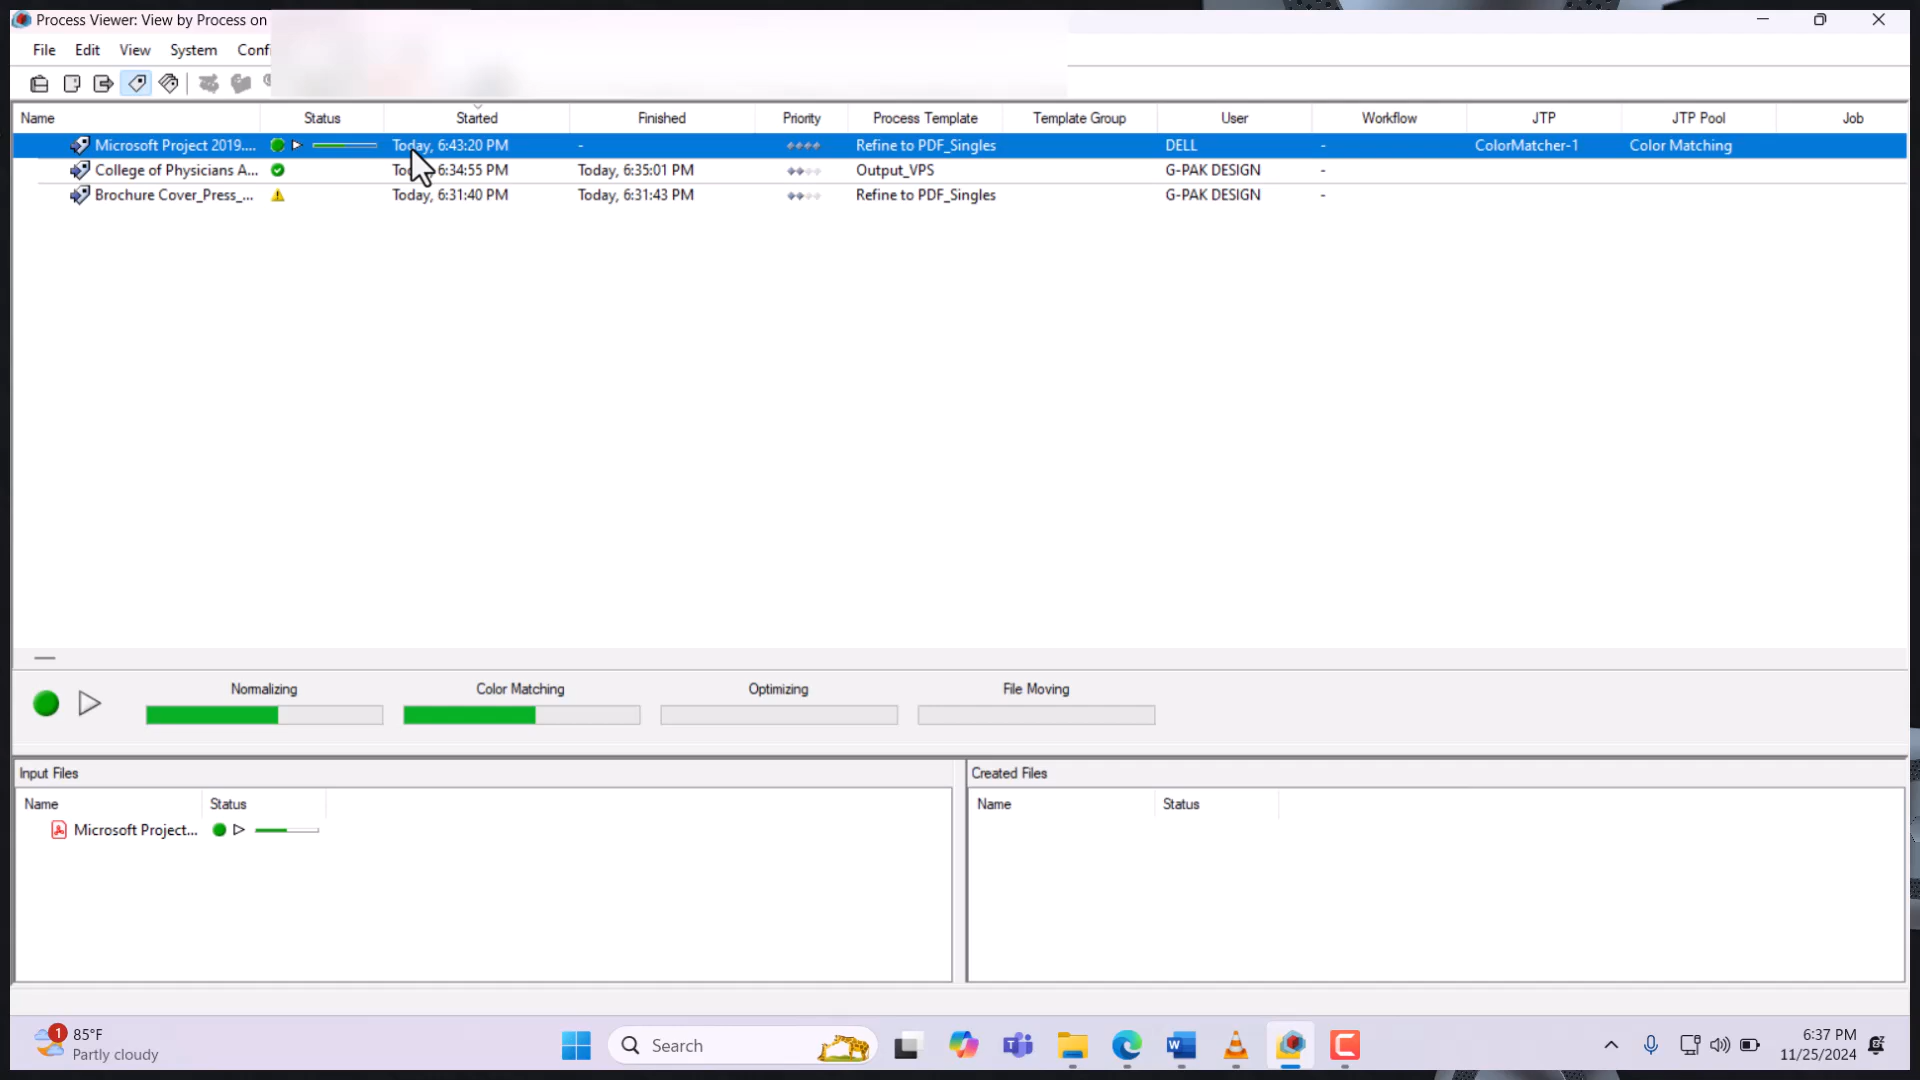 Process Viewer: View by Process on
File Edit View System Confi
Name Status Started Finished Priority Process Template Template Group User Workflow JTP JTP Pool Job
Microsoft Project 2019.... Today, 6:43:20 PM - Refine to PDF_Singles DELL - ColorMatcher-1 Color Matching
College of Physicians A... 6:34:55 PM Today, 6:35:01 PM Output_VPS G-PAK DESIGN -
Brochure Cover_Press_... Today, 6:31:40 PM Today, 6:31:43 PM Refine to PDF_Singles G-PAK DESIGN -
Normalizing Color Matching Optimizing File Moving
Input Files
Name Status
Microsoft Project...
Created Files
Name Status
1 85°F
Partly cloudy
Search
6:37 PM
11/25/2024